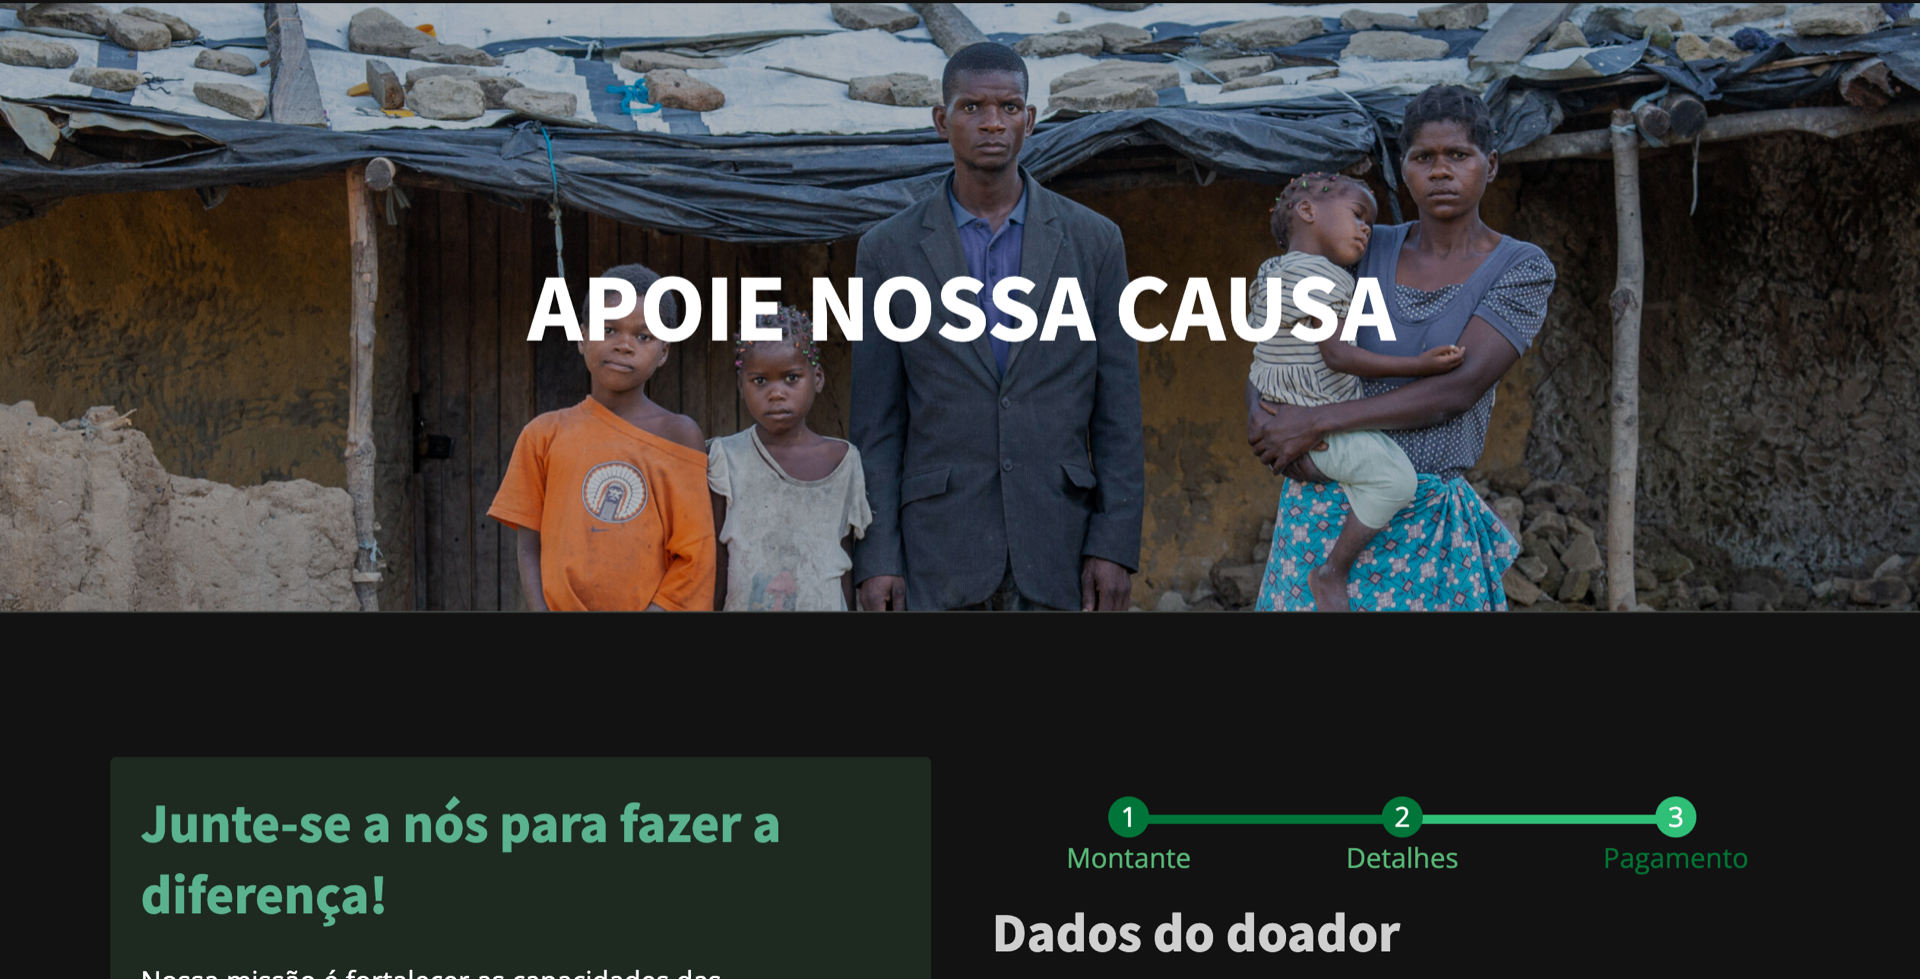 APOIE NOSSA CAUSA
Junte-se a nós para fazer a
diferença!
Nossa missão é fortalecer as capacidades das
1
2
3
Montante
Detalhes
Pagamento
Dados do doador